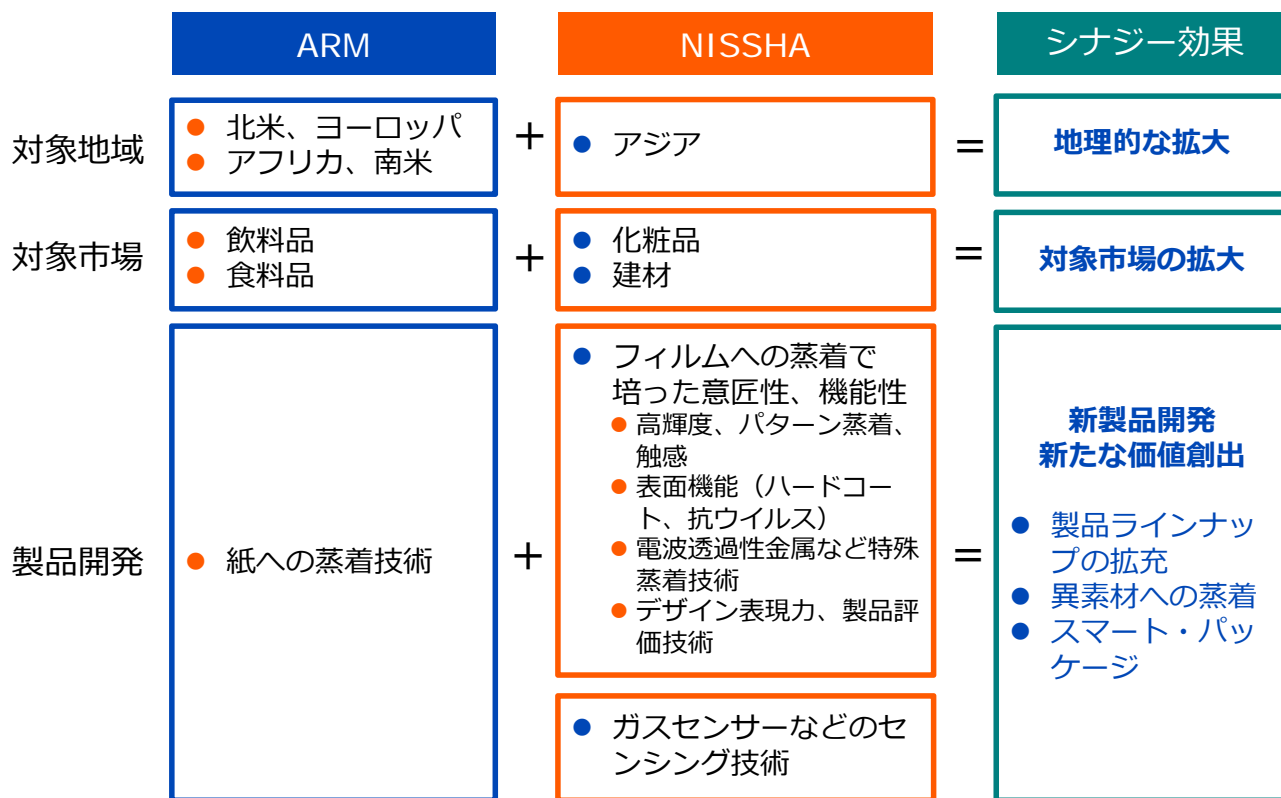 ARM
NISSHA
シナジー効果
対象地域
北米、ヨーロッパ
アフリカ、南米
+
アジア
=
地理的な拡大
対象市場
飲料品
食料品
+
化粧品
建材
=
対象市場の拡大
製品開発
紙への蒸着技術
+
フィルムへの蒸着で
培った意匠性、機能性
高輝度、パターン蒸着、
触感
表面機能（ハードコー
ト、抗ウイルス）
電波透過性金属など特殊
蒸着技術
デザイン表現力、製品評
価技術
ガスセンサーなどのセ
ンシング技術
=
新製品開発
新たな価値創出
製品ラインナッ
プの拡充
異素材への蒸着
スマート・パッ
ケージ